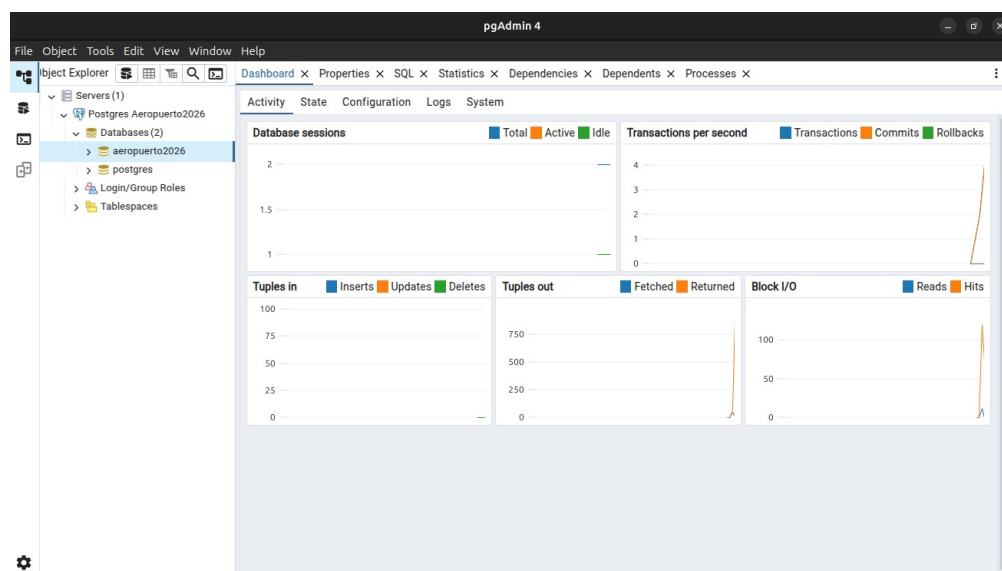 pgAdmin 4
File Object Tools Edit View Window Help
bject Explorer
Dashboard Properties SQL Statistics Dependencies Dependents Processes
Servers (1)
Postgres Aeropuerto2026
Databases (2)
aeropuerto2026
postgres
Login/Group Roles
Tablespaces
Activity State Configuration Logs System
Database sessions Total Active Idle
2
1.5
1
Transactions per second Transactions Commits Rollbacks
4
3
2
1
0
Tuples in Inserts Updates Deletes
100
75
50
25
0
Tuples out Fetched Returned
750
500
250
0
Block I/O Reads Hits
100
50
0